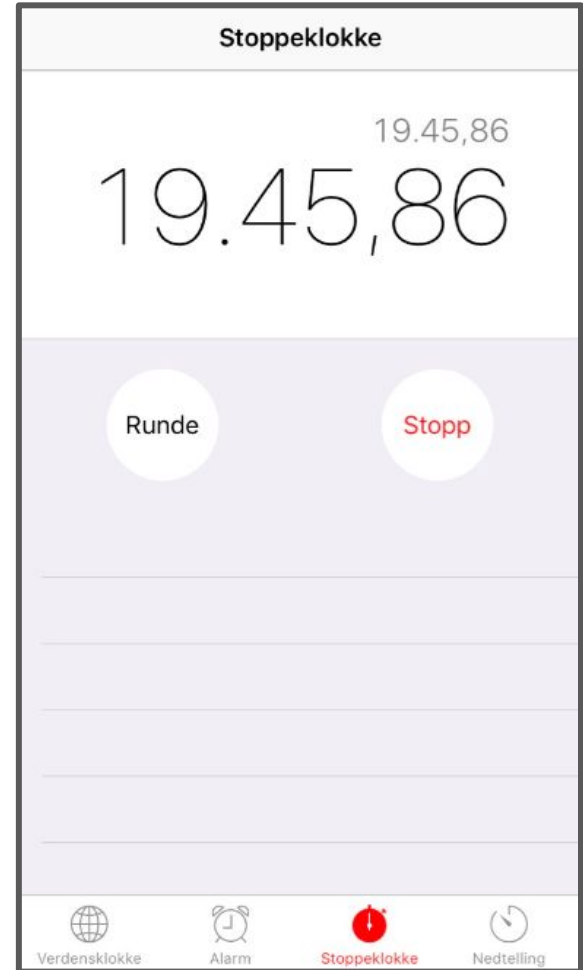 Stoppeklokke
19.45,86
19.45,86
Runde Stopp
Verdensklokke Alarm Stoppeklokke Nedtelling